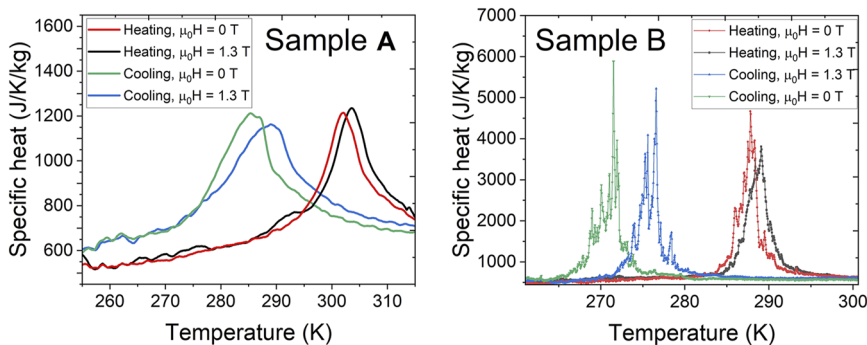 Sample A
Heating, μ₀H = 0 T
Heating, μ₀H = 1.3 T
Cooling, μ₀H = 0 T
Cooling, μ₀H = 1.3 T
Specific heat (J/K/kg)
1600
1400
1200
1000
800
600
260 270 280 290 300 310
Temperature (K)
Sample B
Heating, μ₀H = 0 T
Heating, μ₀H = 1.3 T
Cooling, μ₀H = 1.3 T
Cooling, μ₀H = 0 T
Specific heat (J/K/kg)
7000
6000
5000
4000
3000
2000
1000
270 280 290 300
Temperature (K)